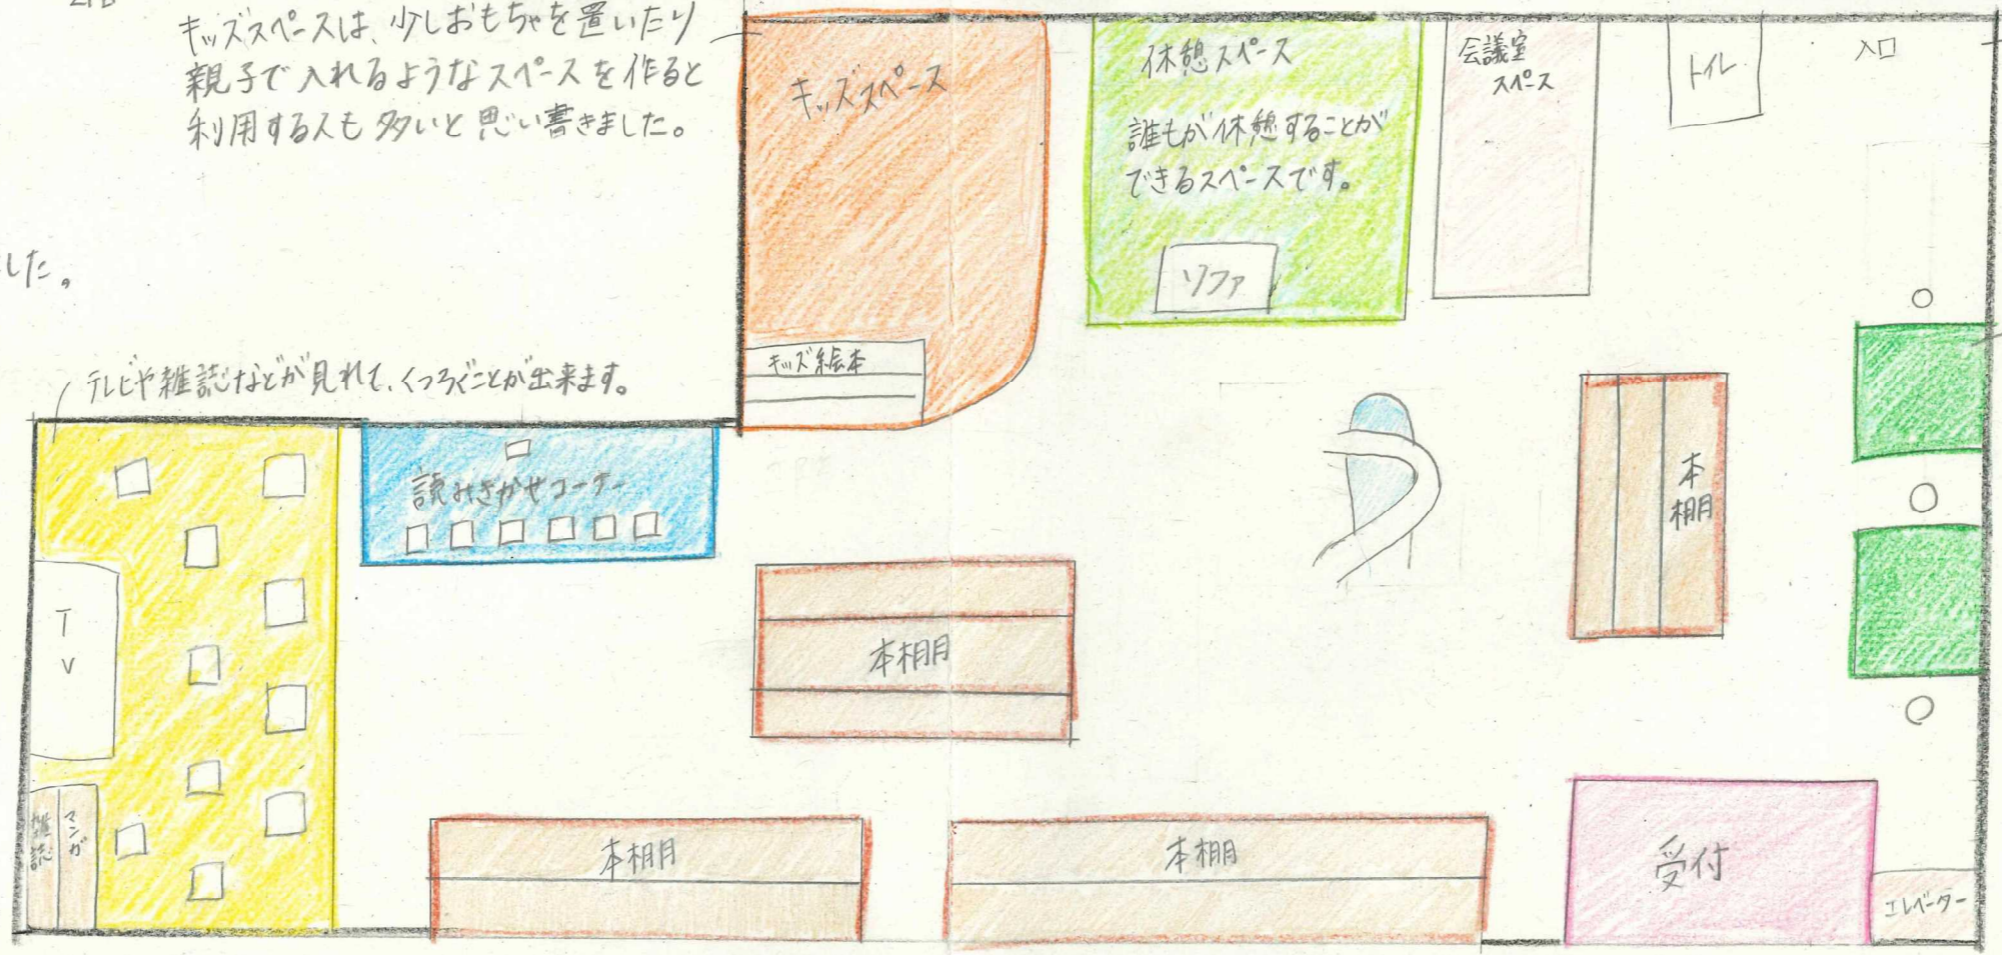 キッズスペースは、少しおもちゃを置いたり
親子で入れるようなスペースを作ると
利用する人も多いと思い書きました。
した。
テレビや雑誌などが見れて、くつろぐことが出来ます。
キッズスペース
キッズ絵本
休憩スペース
誰もが休憩することが
できるスペースです。
ソファ
会議室
スペース
トイレ
入口
読みきかせコーナー
TV
雑誌
マンガ
本棚
本棚
本棚
本棚
受付
エレベーター